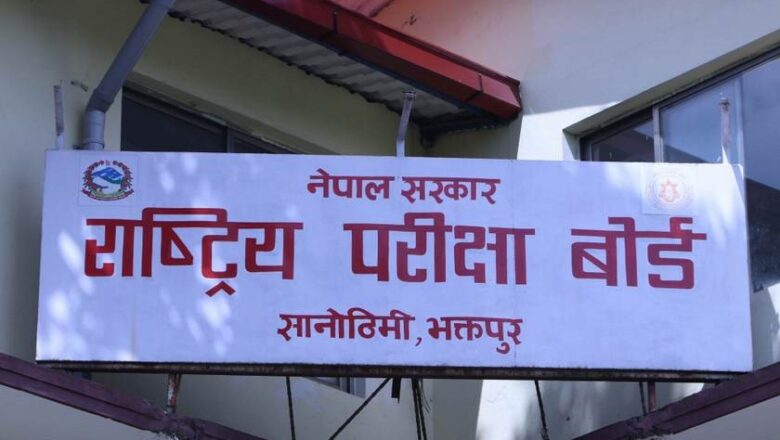 नेपाल सरकार
राष्ट्रिय परीक्षा बोर्ड
सानोठिमी, भक्तपुर